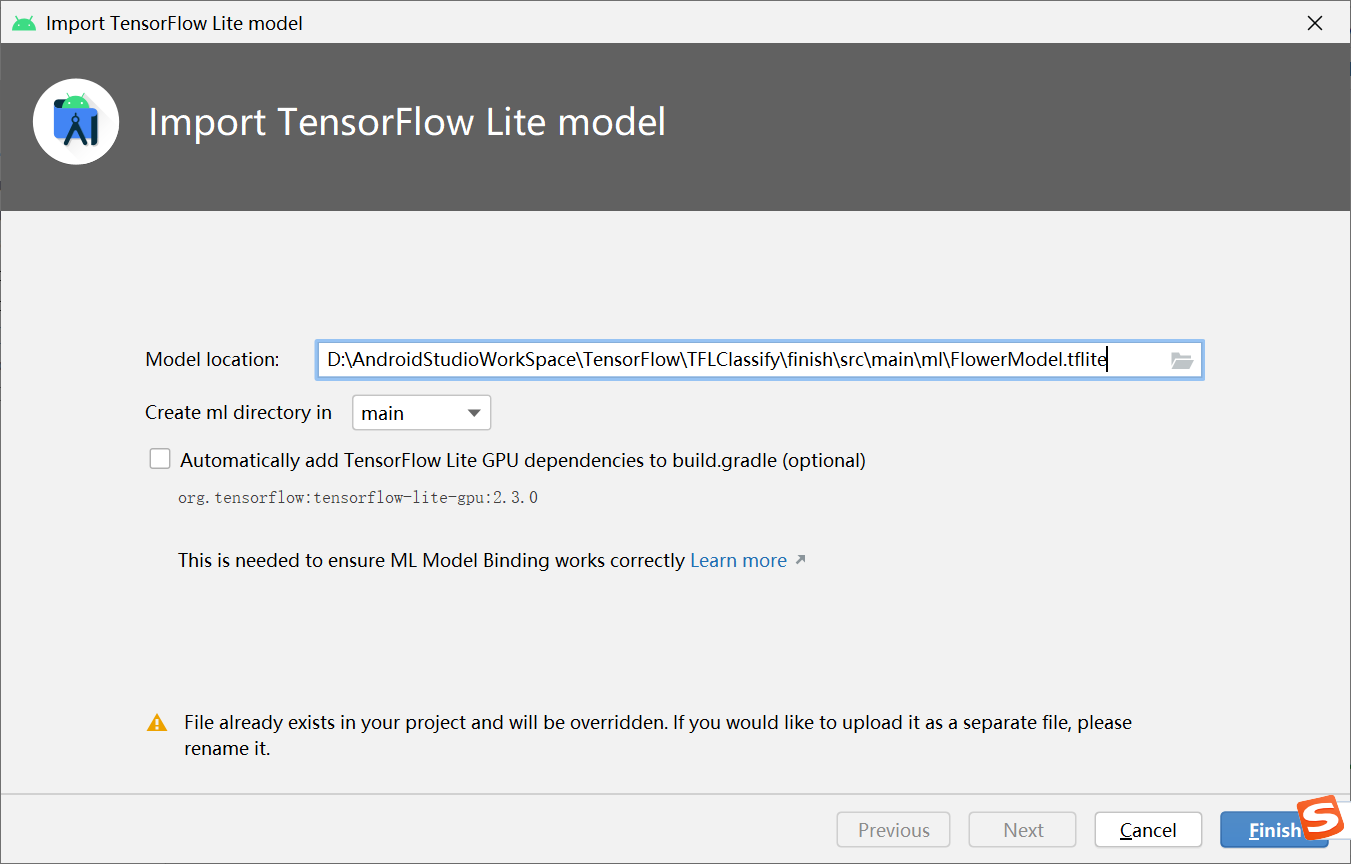 Import TensorFlow Lite model
Import TensorFlow Lite model
Model location: D:\AndroidStudioWorkSpace\TensorFlow\TFLClassify\finish\src\main\ml\FlowerModel.tflite
Create ml directory in main
Automatically add TensorFlow Lite GPU dependencies to build.gradle (optional)
org.tensorflow:tensorflow-lite-gpu:2.3.0
This is needed to ensure ML Model Binding works correctly Learn more
File already exists in your project and will be overridden. If you would like to upload it as a separate file, please
rename it.
Previous Next Cancel Finish